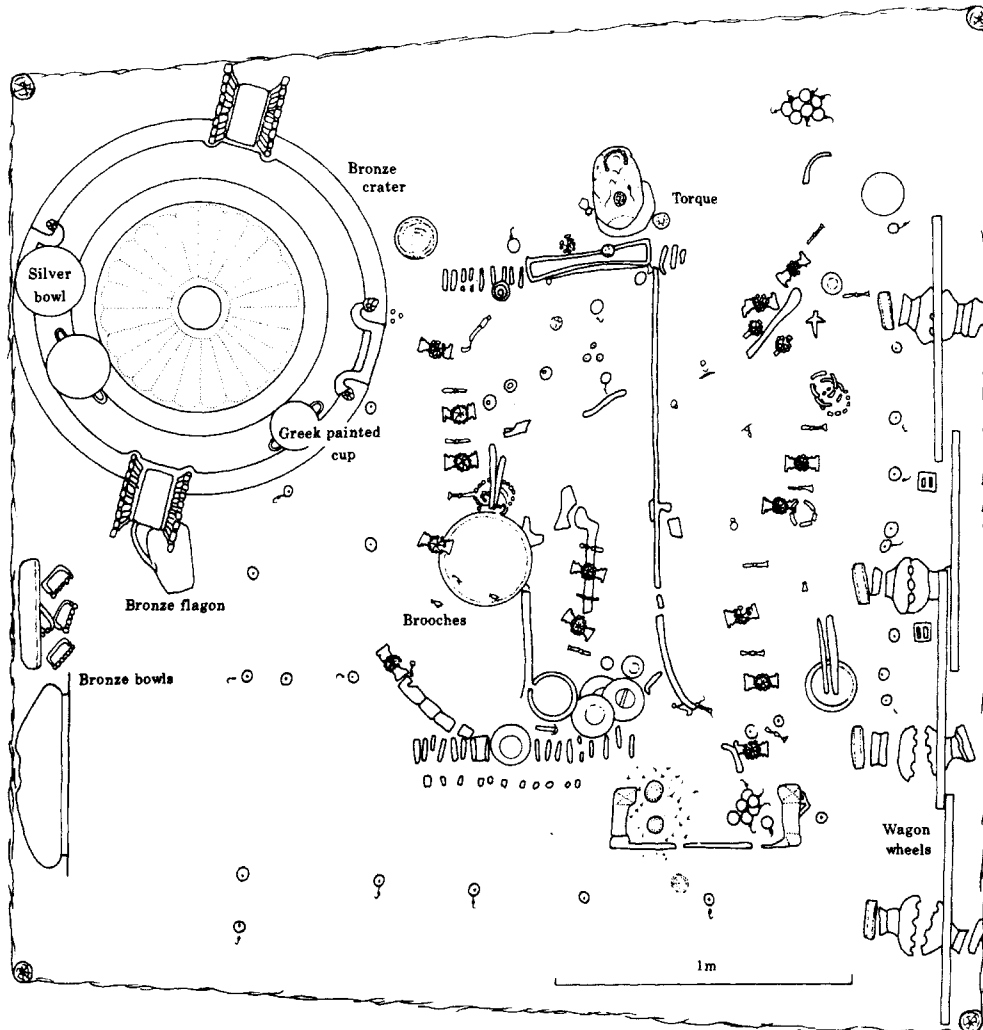 Bronze
crater
Torque
Silver
bowl
Greek painted
cup
Bronze flagon
Brooches
Bronze bowls
Wagon
wheels
1m